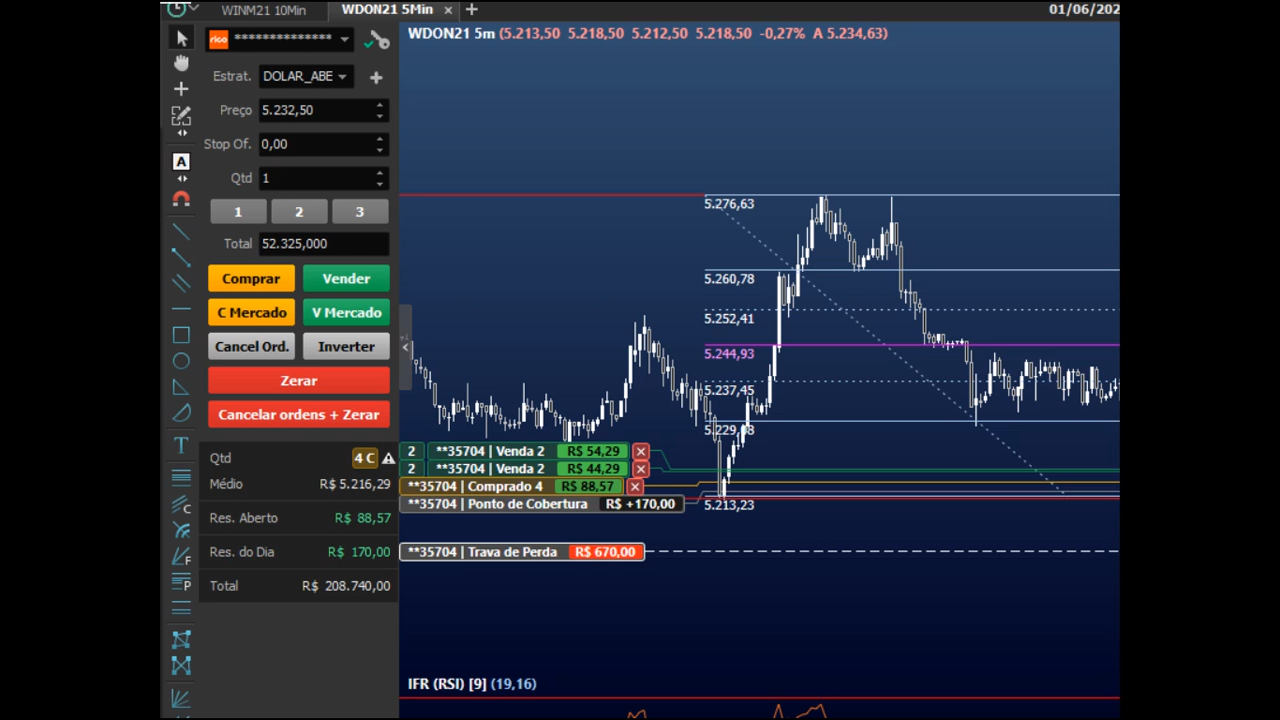 WINM21 10Min
WDON21 5Min × +
01/06/202
rico **************
WDON21 5m (5.213,50 5.218,50 5.212,50 5.218,50 -0,27% A 5.234,63)
Estrat. DOLAR_ABE
Preço 5.232,50
Stop Of. 0,00
Qtd 1
1 2 3
Total 52.325,000
Comprar Vender
C Mercado V Mercado
Cancel Ord. Inverter
Zerar
Cancelar ordens + Zerar
Qtd 4 C
Médio R$ 5.216,29
Res. Aberto R$ 88,57
Res. do Dia R$ 170,00
Total R$ 208.740,00
A
T
C
F
P
5.276,63
5.260,78
5.252,41
5.244,93
5.237,45
2 **35704 | Venda 2 R$ 54,29
2 **35704 | Venda 2 R$ 44,29
**35704 | Comprado 4 R$ 88,57
**35704 | Ponto de Cobertura R$ +170,00
5.213,23
**35704 | Trava de Perda R$ 670,00
IFR (RSI) [9] (19,16)